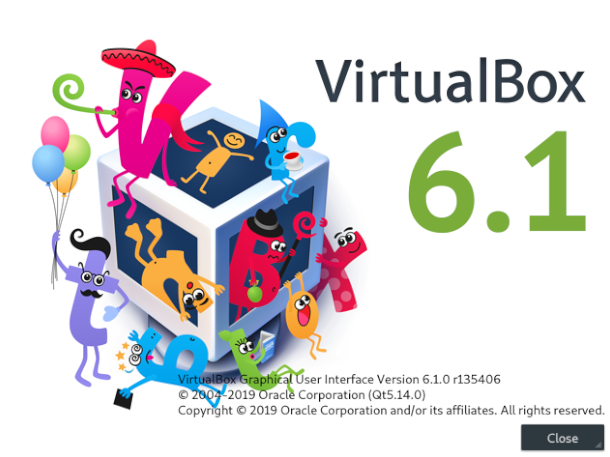 VirtualBox
6.1
VirtualBox Graphical User Interface Version 6.1.0 r135406
© 2004-2019 Oracle Corporation (Qt5.14.0)
Copyright © 2019 Oracle Corporation and/or its affiliates. All rights reserved.
Close